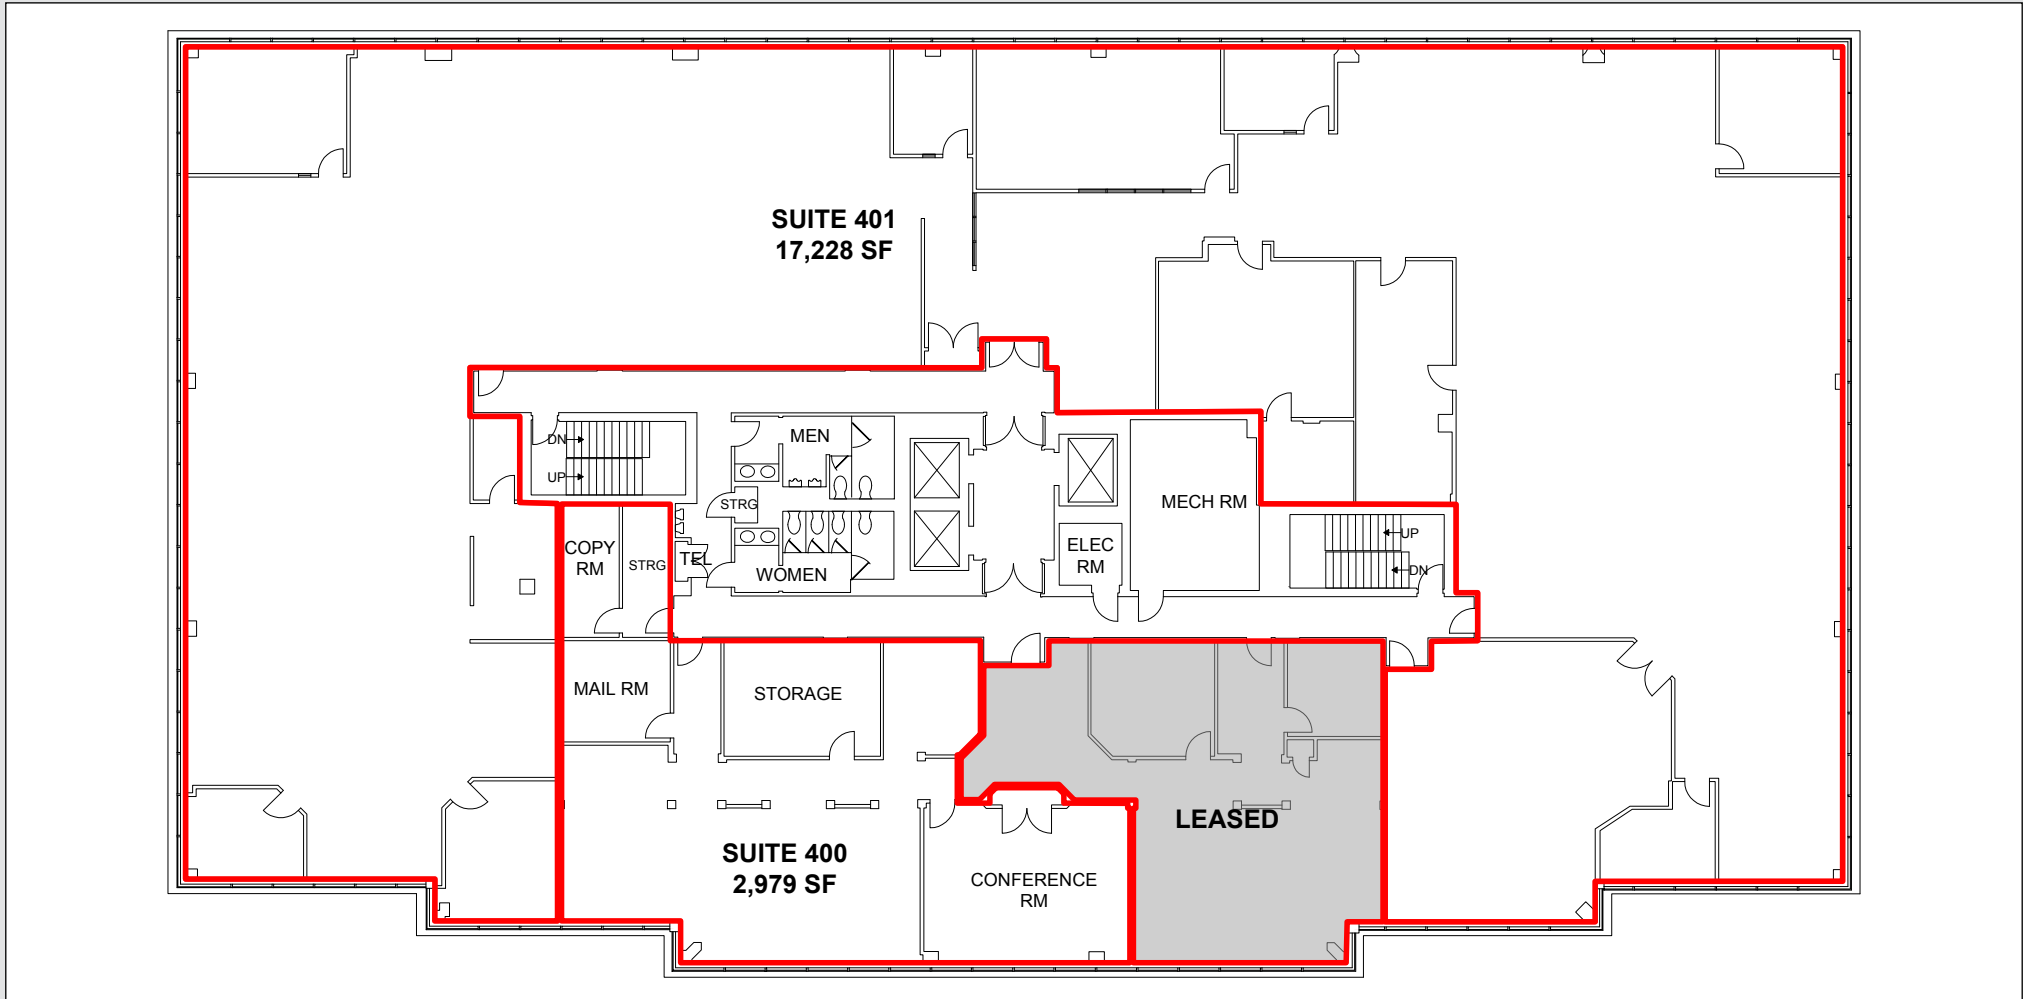 SUITE 401
17,228 SF
DN
UP
MEN
STRG
WOMEN
TEL
COPY
RM
STRG
MECH RM
ELEC
RM
UP
DN
MAIL RM
STORAGE
LEASED
SUITE 400
2,979 SF
CONFERENCE
RM